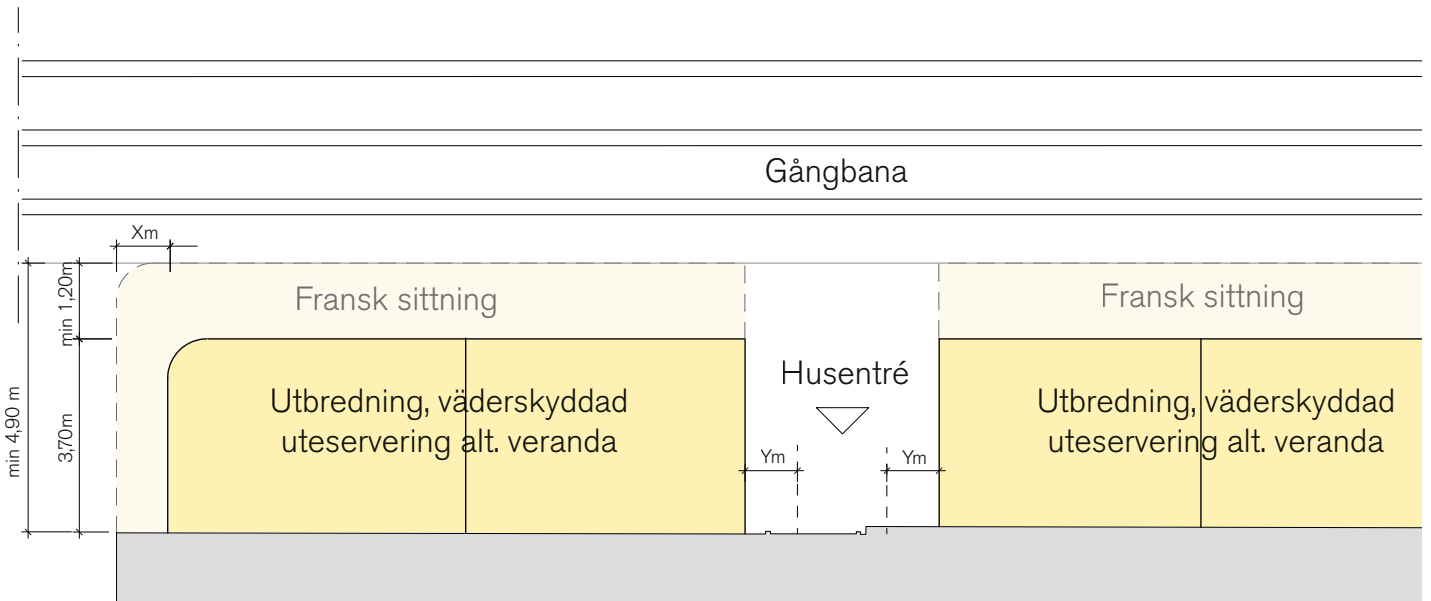 Gångbana
Xm
min 4,90 m
min 1,20m
3,70m
Fransk sittning
Fransk sittning
Husentré
Utbredning, väderskyddad
uteservering alt. veranda
Utbredning, väderskyddad
uteservering alt. veranda
Ym
Ym